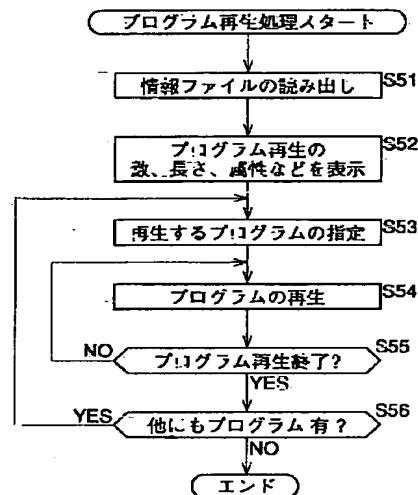 プログラム再生処理スタート
情報ファイルの読み出し
S51
プログラム再生の
数、長さ、属性などを表示
S52
再生するプログラムの指定
S53
プログラムの再生
S54
プログラム再生終了?
S55
NO
YES
他にもプログラム有?
S56
YES
NO
エンド